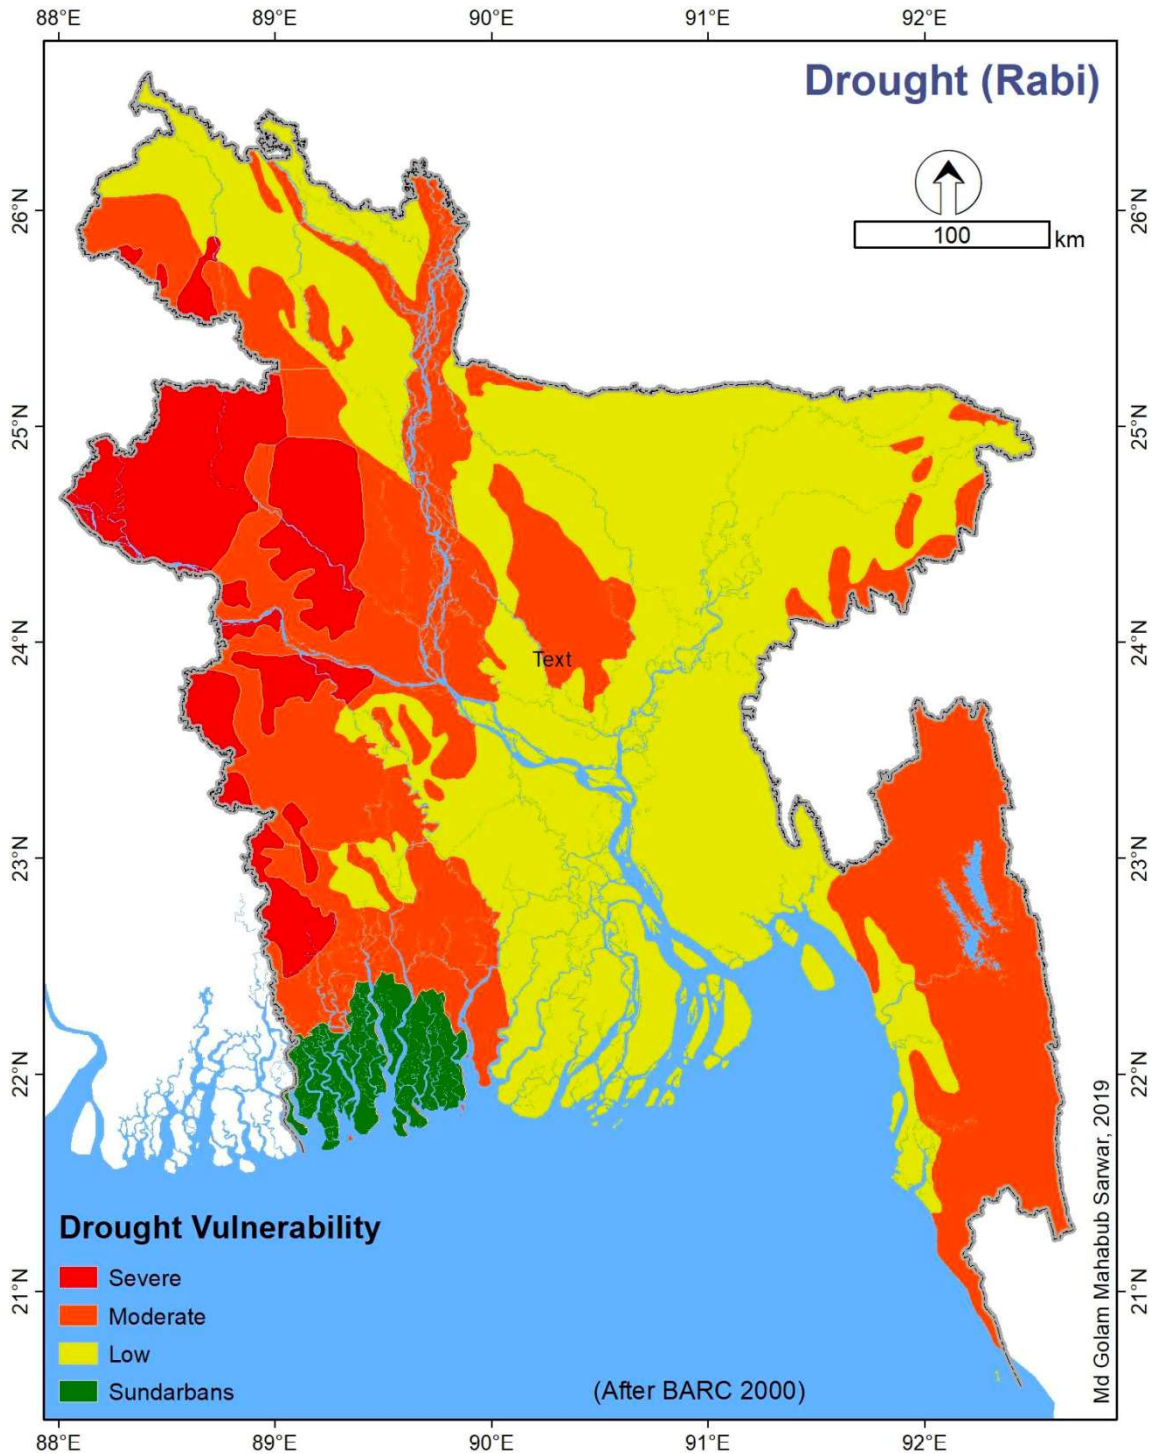 88°E 89°E 90°E 91°E 92°E
Drought (Rabi)
26°N 26°N
100 km
25°N 25°N
24°N 24°N
Text
23°N 23°N
22°N 22°N
Md Golam Mahabub Sarwar, 2019
Drought Vulnerability
Severe
21°N 21°N
Moderate
Low
Sundarbans
(After BARC 2000)
88°E 89°E 90°E 91°E 92°E